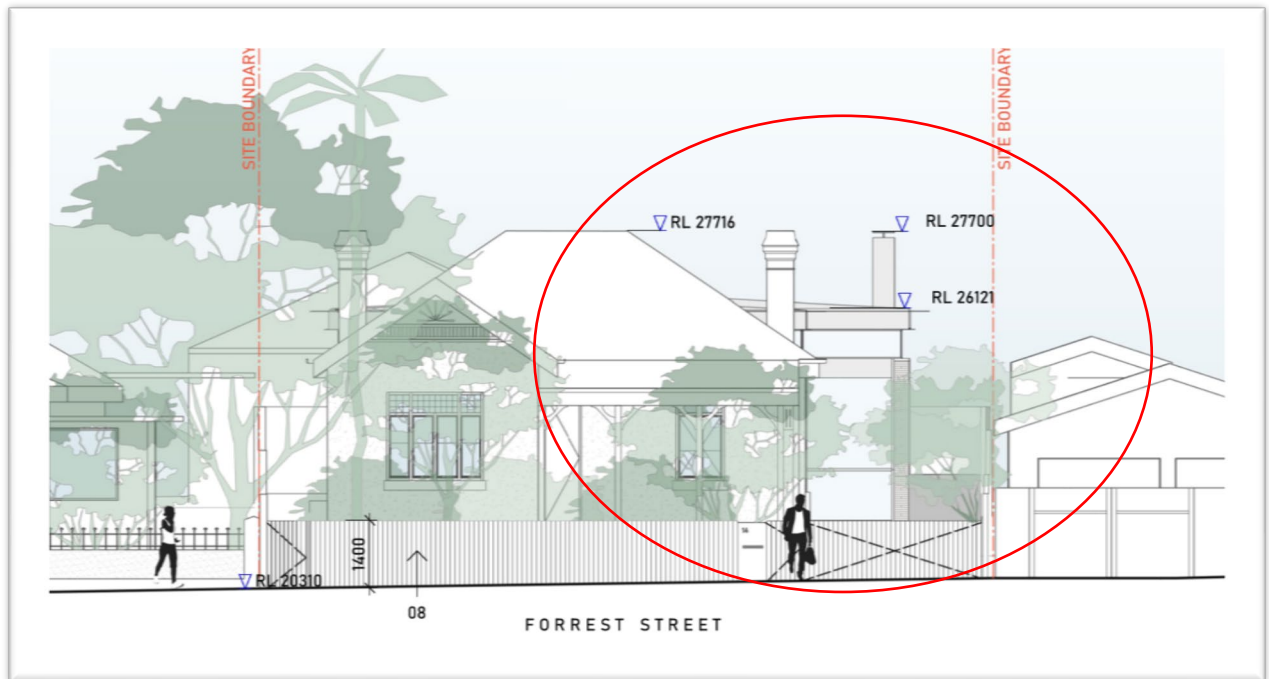 SITE BOUNDARY
SITE BOUNDARY
RL 27716
RL 27700
RL 26121
1400
RL 20310
08
FORREST STREET